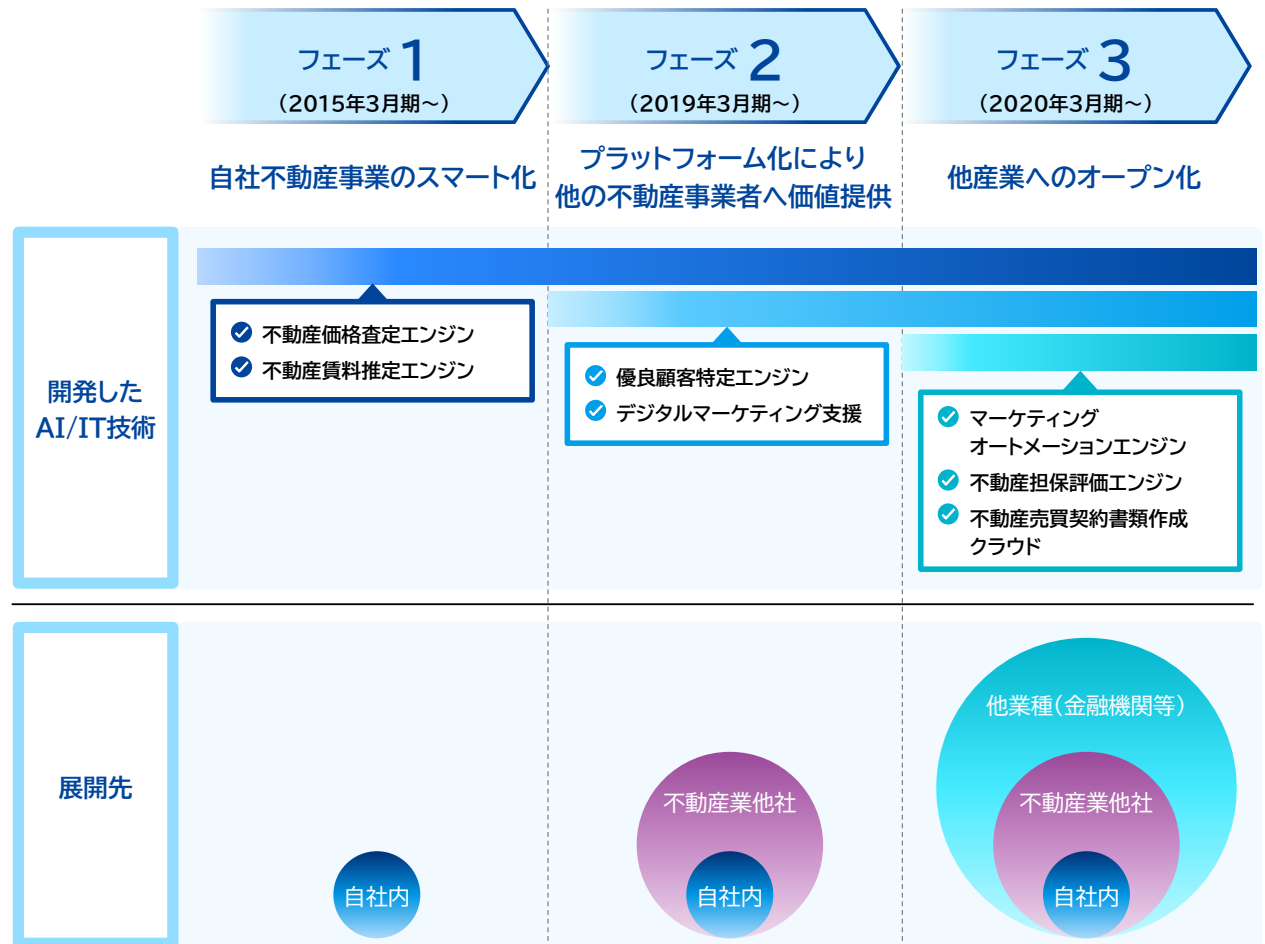 フェーズ 1
(2015年3月期～)
フェーズ 2
(2019年3月期～)
フェーズ 3
(2020年3月期～)
自社不動産事業のスマート化
プラットフォーム化により
他の不動産事業者へ価値提供
他産業へのオープン化
開発した
AI/IT技術
不動産価格査定エンジン
不動産賃料推定エンジン
優良顧客特定エンジン
デジタルマーケティング支援
マーケティング
オートメーションエンジン
不動産担保評価エンジン
不動産売買契約書類作成
クラウド
展開先
自社内
不動産業他社
自社内
他業種(金融機関等)
不動産業他社
自社内